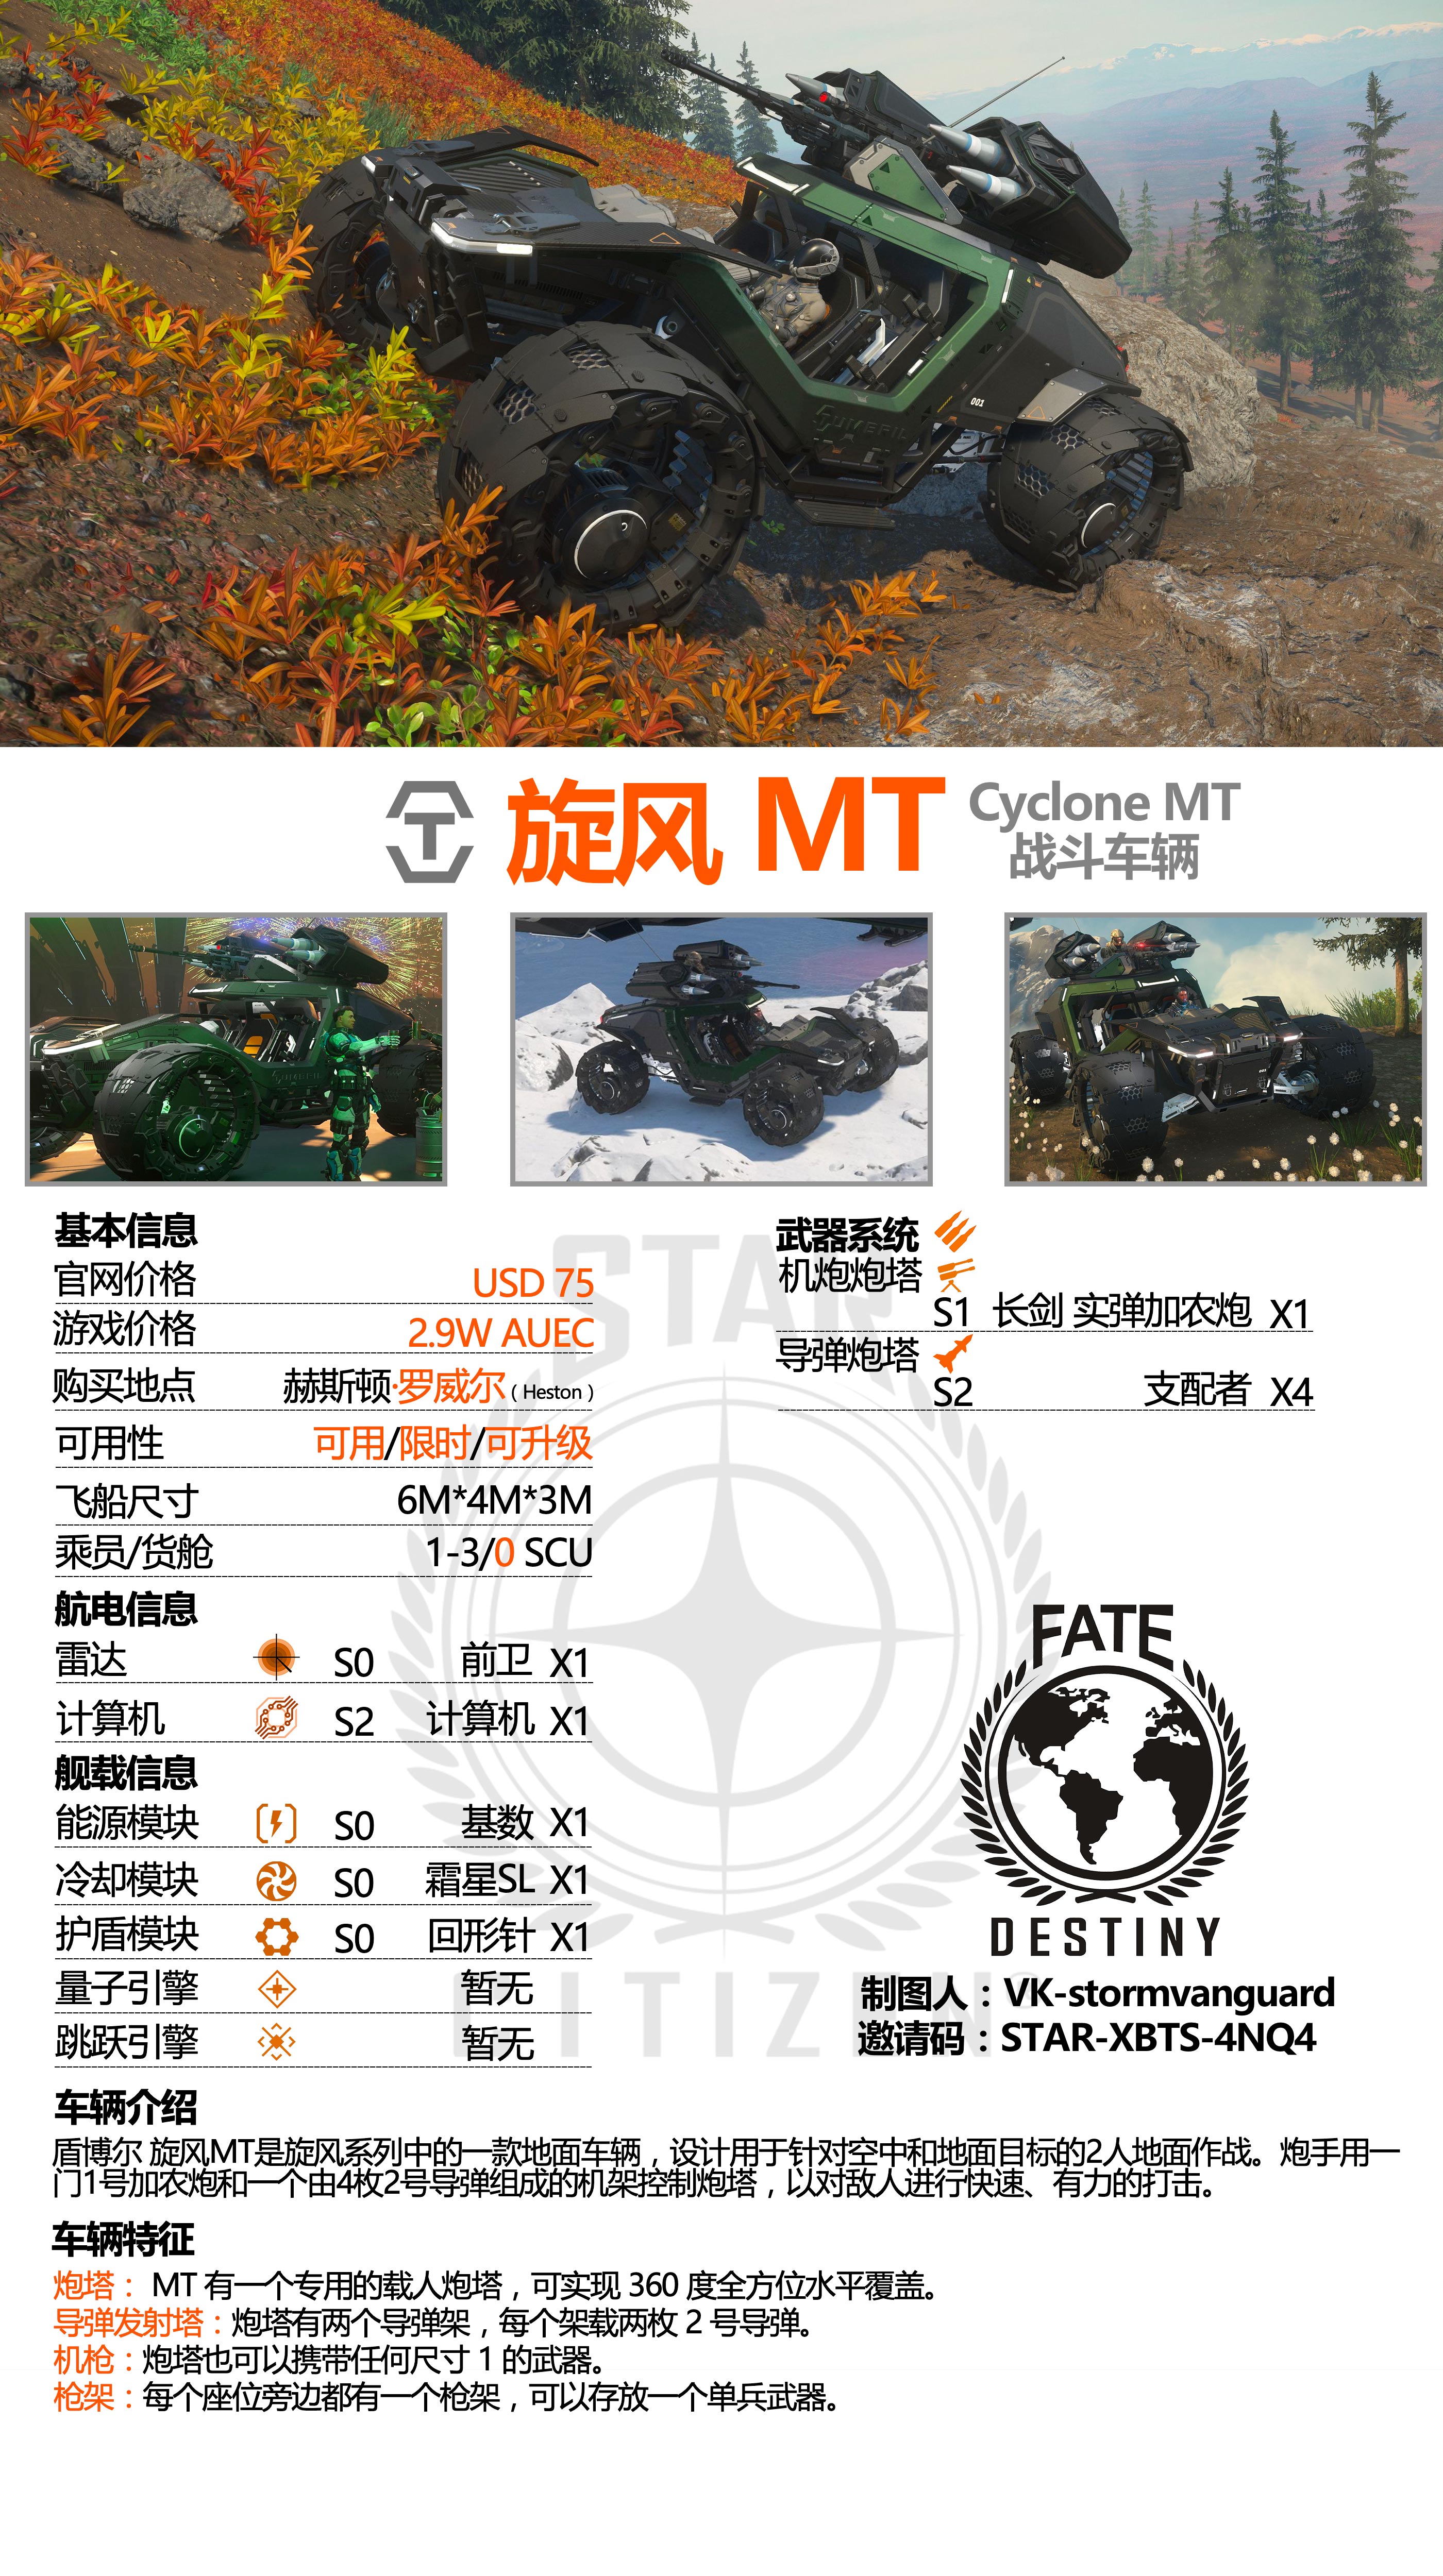 001
TUMBRIL
旋风 MT
Cyclone MT
战斗车辆
基本信息
官网价格 USD 75
游戏价格 2.9W AUEC
购买地点 赫斯顿·罗威尔 ( Heston )
可用性 可用/限时/可升级
飞船尺寸 6M*4M*3M
乘员/货舱 1-3/0 SCU
航电信息
雷达 S0 前卫 X1
计算机 S2 计算机 X1
舰载信息
能源模块 S0 基数 X1
冷却模块 S0 霜星SL X1
护盾模块 S0 回形针 X1
量子引擎 暂无
跳跃引擎 暂无
武器系统
机炮炮塔
S1 长剑 实弹加农炮 X1
导弹炮塔
S2 支配者 X4
STAR
CITIZEN
FATE
DESTINY
制图人：VK-stormvanguard
邀请码：STAR-XBTS-4NQ4
车辆介绍
盾博尔 旋风MT是旋风系列中的一款地面车辆，设计用于针对空中和地面目标的2人地面作战。炮手用一
门1号加农炮和一个由4枚2号导弹组成的机架控制炮塔，以对敌人进行快速、有力的打击。
车辆特征
炮塔： MT 有一个专用的载人炮塔，可实现 360 度全方位水平覆盖。
导弹发射塔：炮塔有两个导弹架，每个架载两枚 2 号导弹。
机枪：炮塔也可以携带任何尺寸 1 的武器。
枪架：每个座位旁边都有一个枪架，可以存放一个单兵武器。